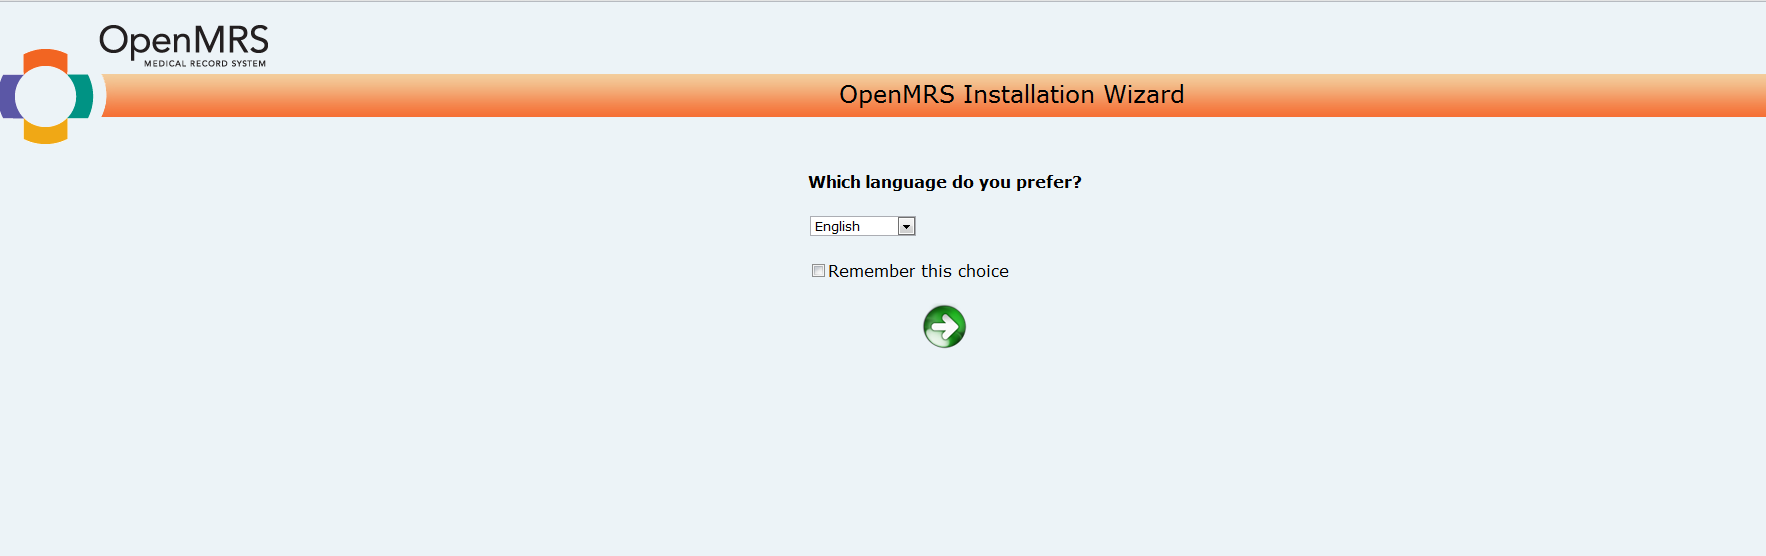 OpenMRS
MEDICAL RECORD SYSTEM
OpenMRS Installation Wizard
Which language do you prefer?
English
Remember this choice